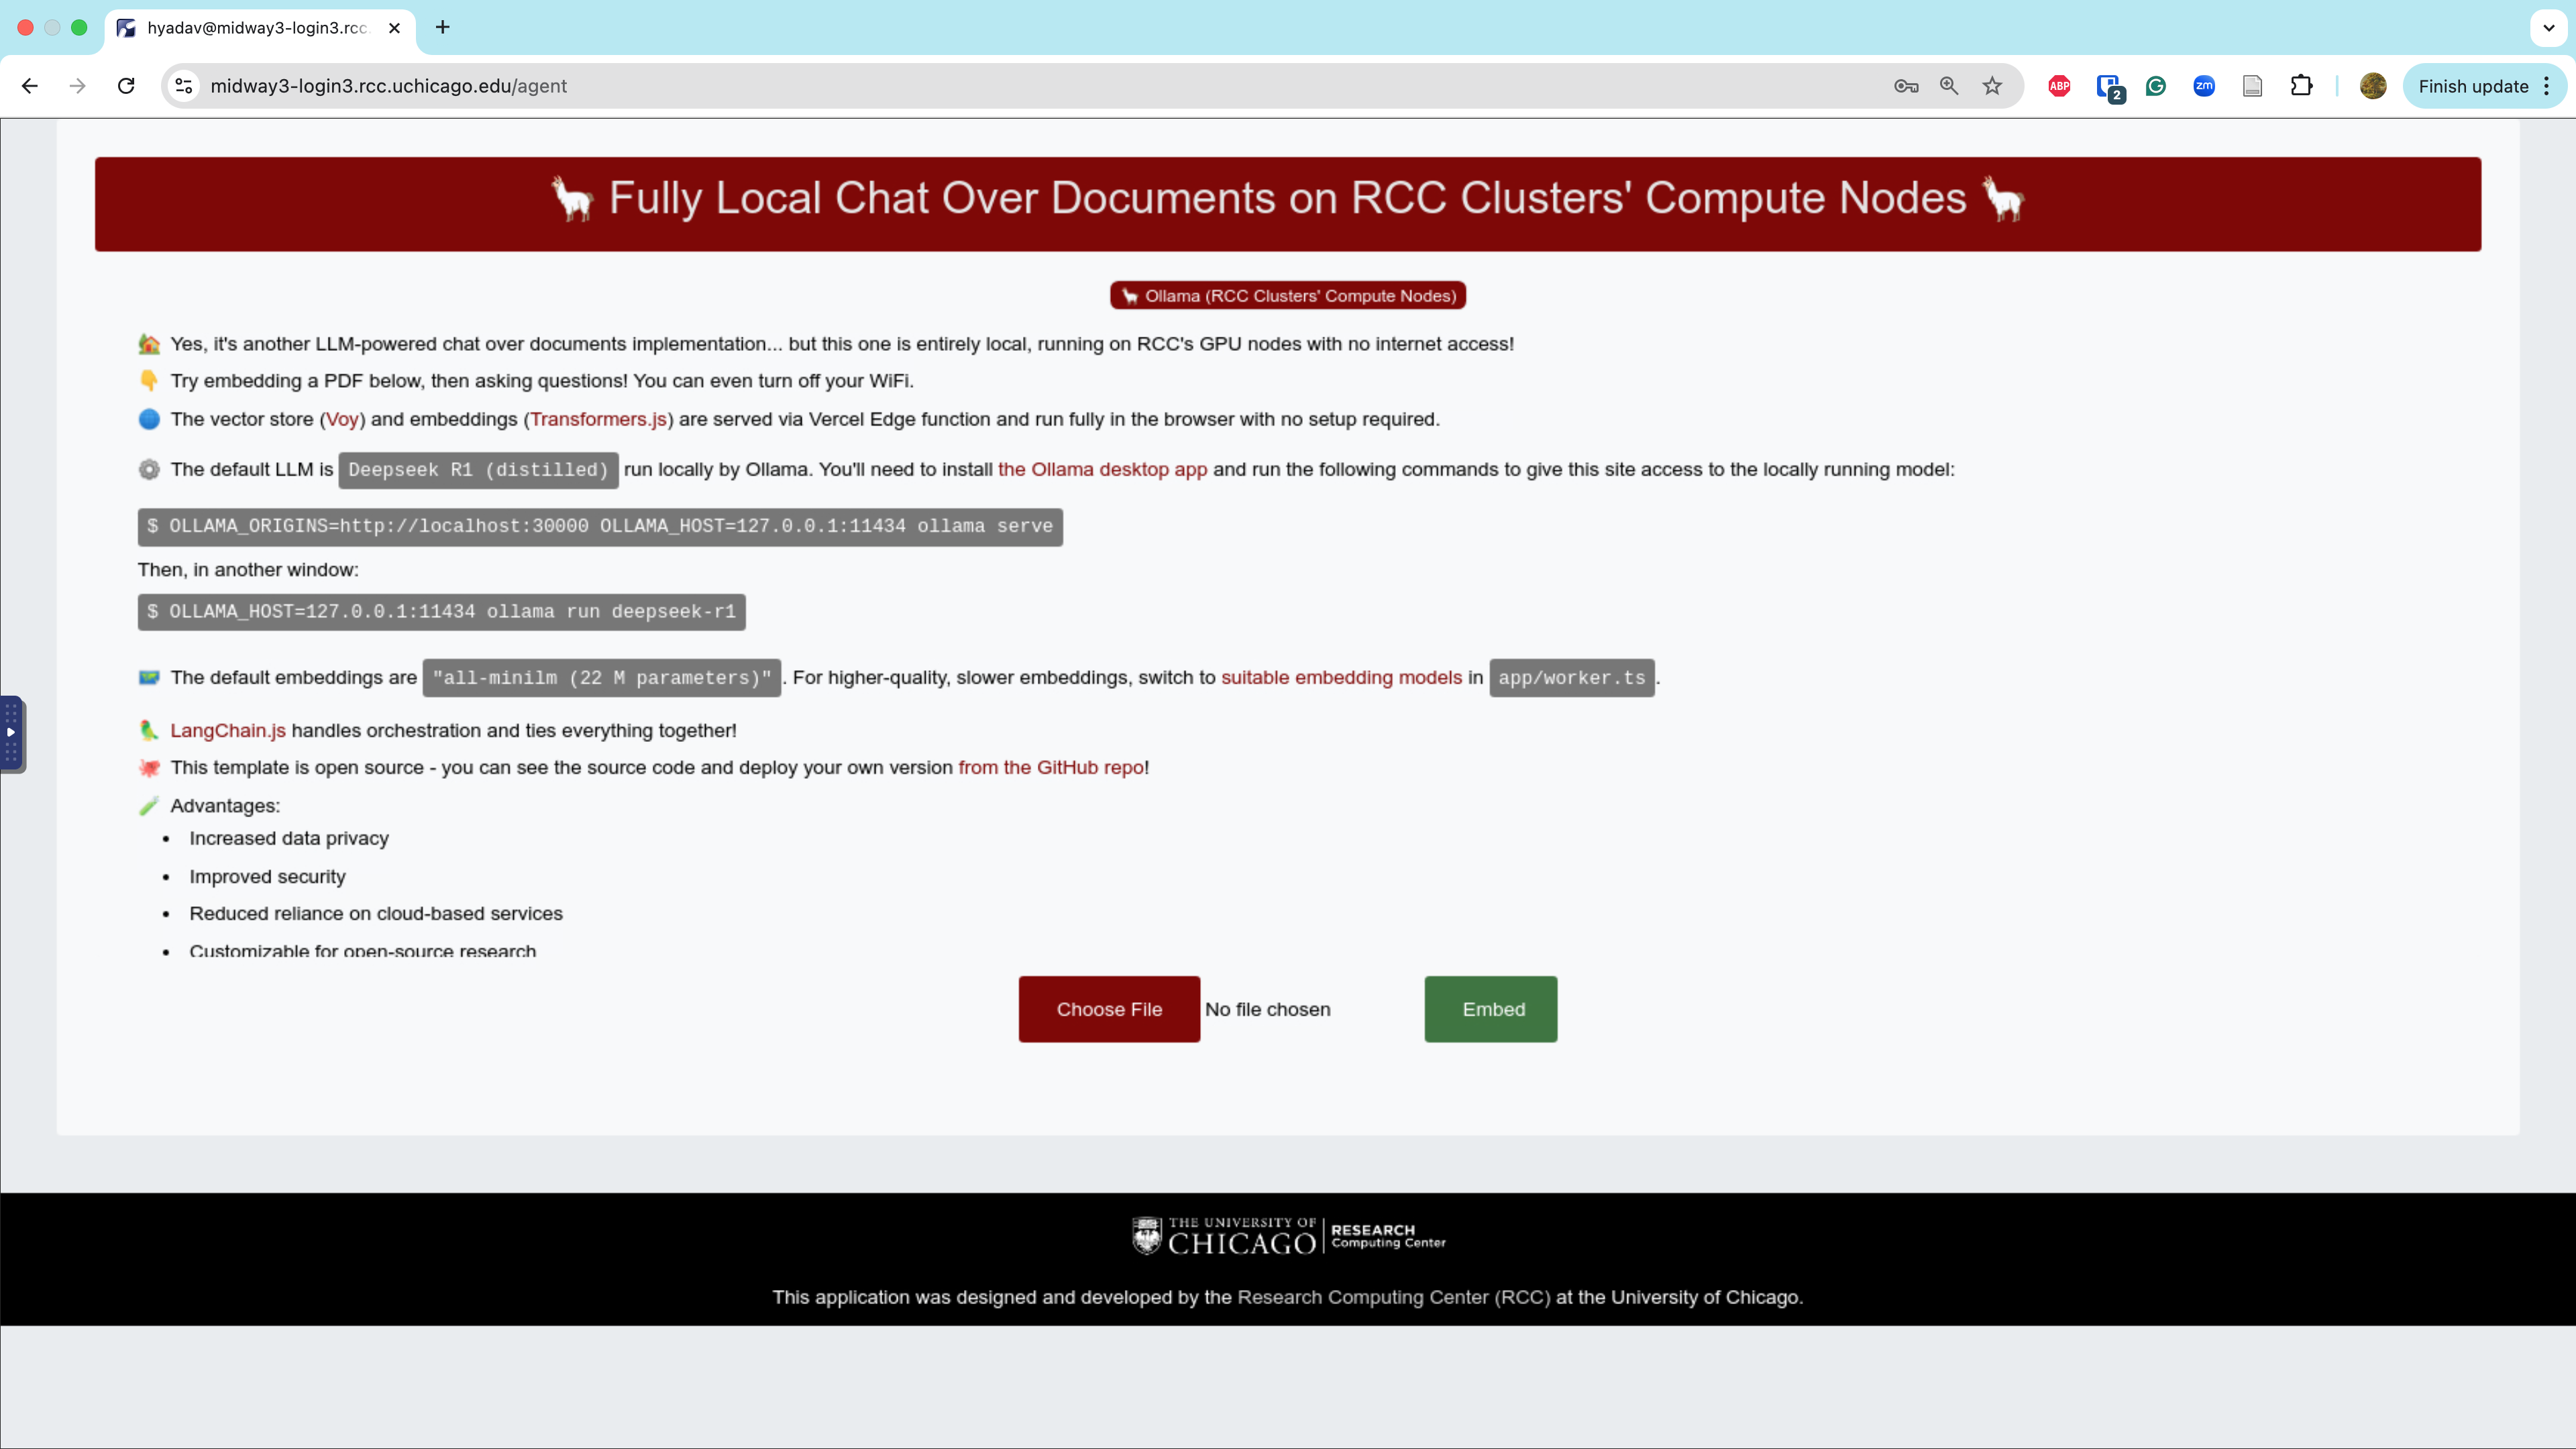 hyadav@midway3-login3.rcc.
midway3-login3.rcc.uchicago.edu/agent
ABP
2
zm
Finish update
Fully Local Chat Over Documents on RCC Clusters' Compute Nodes
Ollama (RCC Clusters' Compute Nodes)
Yes, it's another LLM-powered chat over documents implementation... but this one is entirely local, running on RCC's GPU nodes with no internet access!
Try embedding a PDF below, then asking questions! You can even turn off your WiFi.
The vector store (Voy) and embeddings (Transformers.js) are served via Vercel Edge function and run fully in the browser with no setup required.
The default LLM is Deepseek R1 (distilled) run locally by Ollama. You'll need to install the Ollama desktop app and run the following commands to give this site access to the locally running model:
$ OLLAMA_ORIGINS=http://localhost:30000 OLLAMA_HOST=127.0.0.1:11434 ollama serve
Then, in another window:
$ OLLAMA_HOST=127.0.0.1:11434 ollama run deepseek-r1
The default embeddings are "all-minilm (22 M parameters)" . For higher-quality, slower embeddings, switch to suitable embedding models in app/worker.ts .
LangChain.js handles orchestration and ties everything together!
This template is open source - you can see the source code and deploy your own version from the GitHub repo!
Advantages:
• Increased data privacy
• Improved security
• Reduced reliance on cloud-based services
• Customizable for open-source research
Choose File No file chosen Embed
THE UNIVERSITY OF
CHICAGO
RESEARCH
Computing Center
This application was designed and developed by the Research Computing Center (RCC) at the University of Chicago.